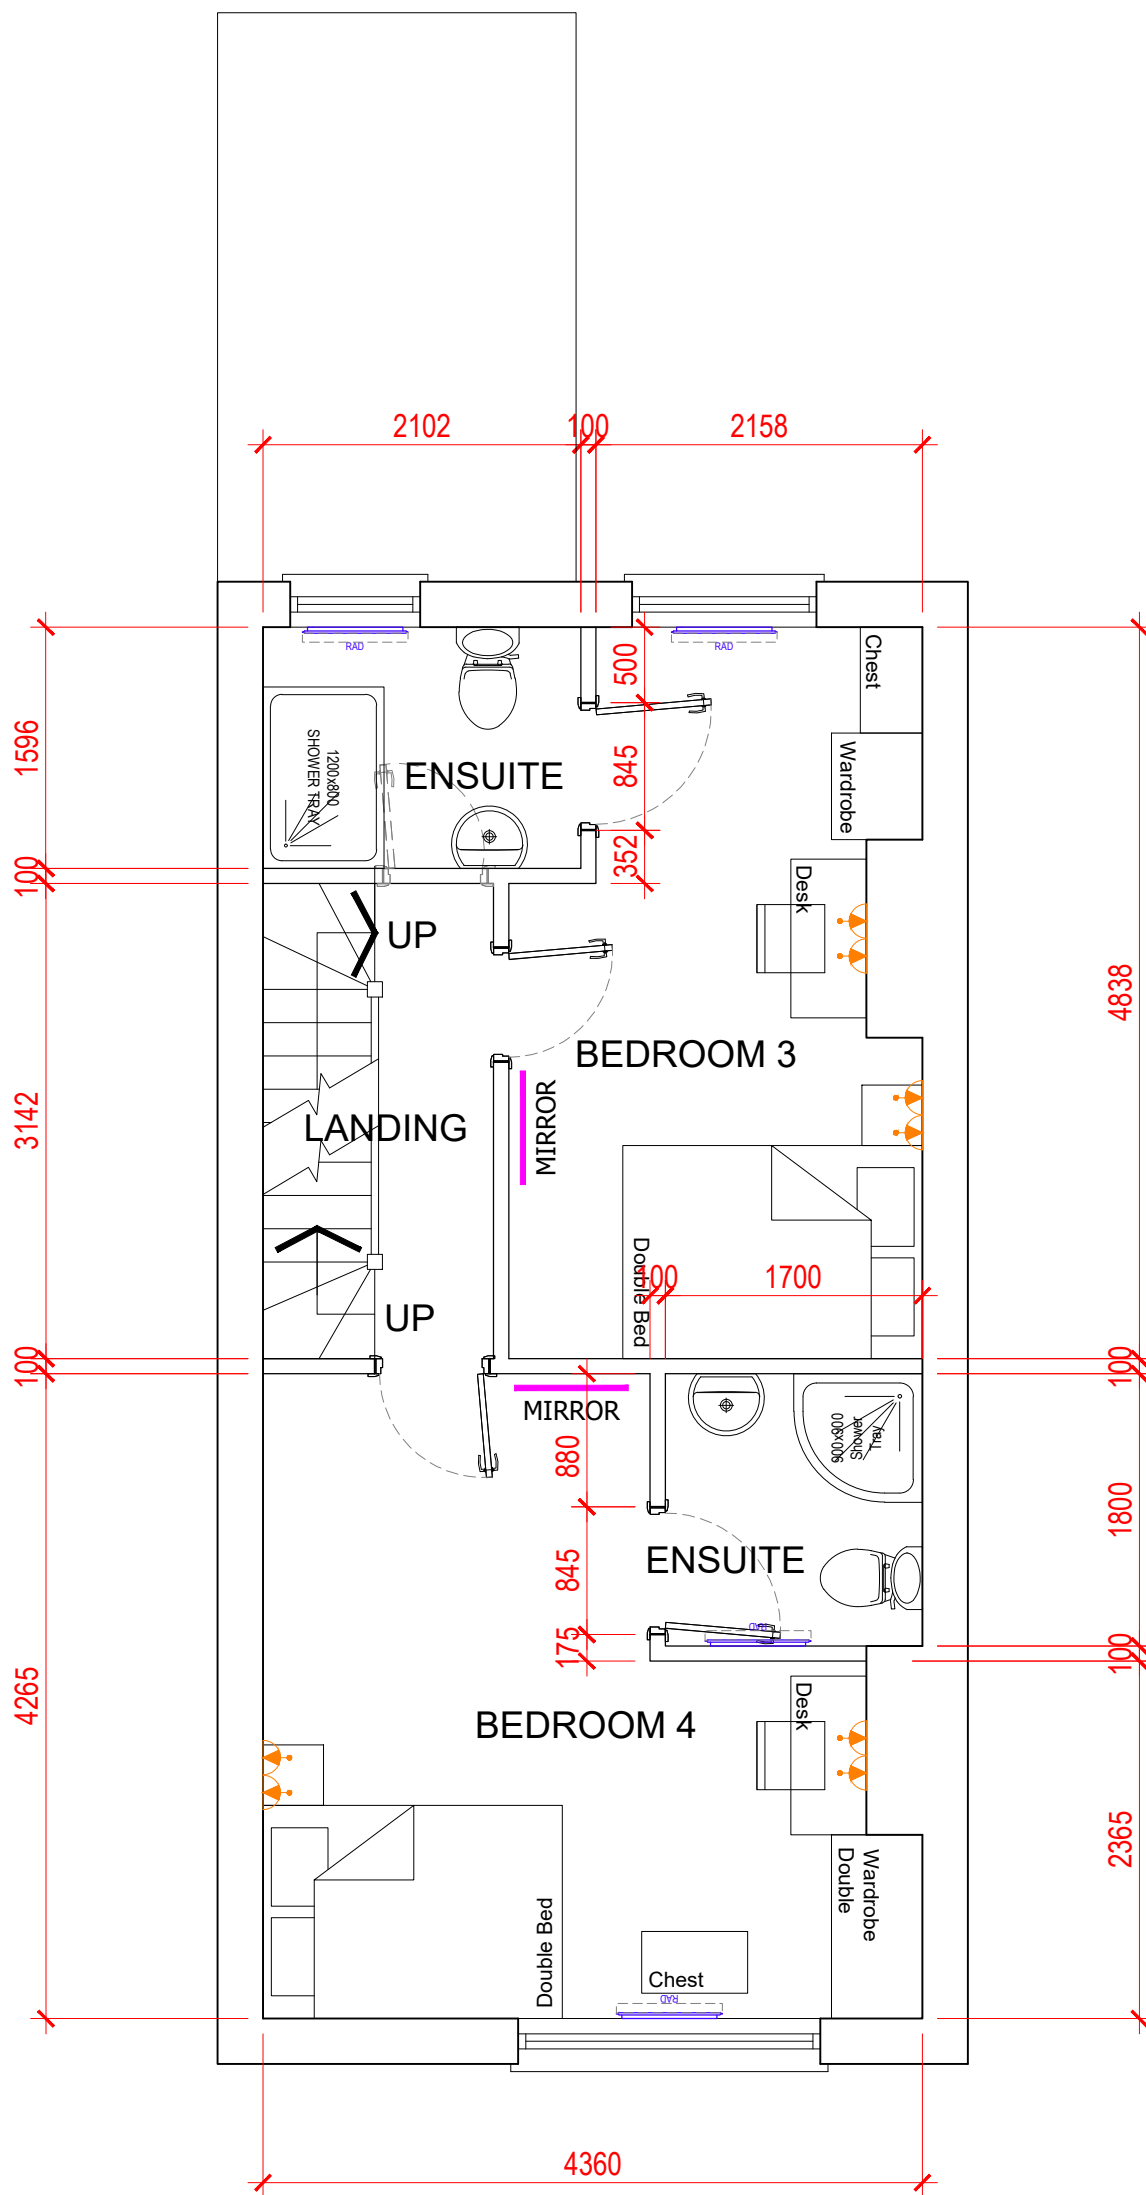 2102
100
2158
RAD
RAD
500
Chest
1596
1200x800
SHOWER TRAY
ENSUITE
845
Wardrobe
352
100
UP
Desk
4838
BEDROOM 3
MIRROR
3142
LANDING
Double Bed
100
1700
UP
100
100
MIRROR
880
900x900
Shower
Tray
1800
845
ENSUITE
175
RAD
100
4265
BEDROOM 4
Desk
2365
Double Bed
Wardrobe
Double
Chest
RAD
4360